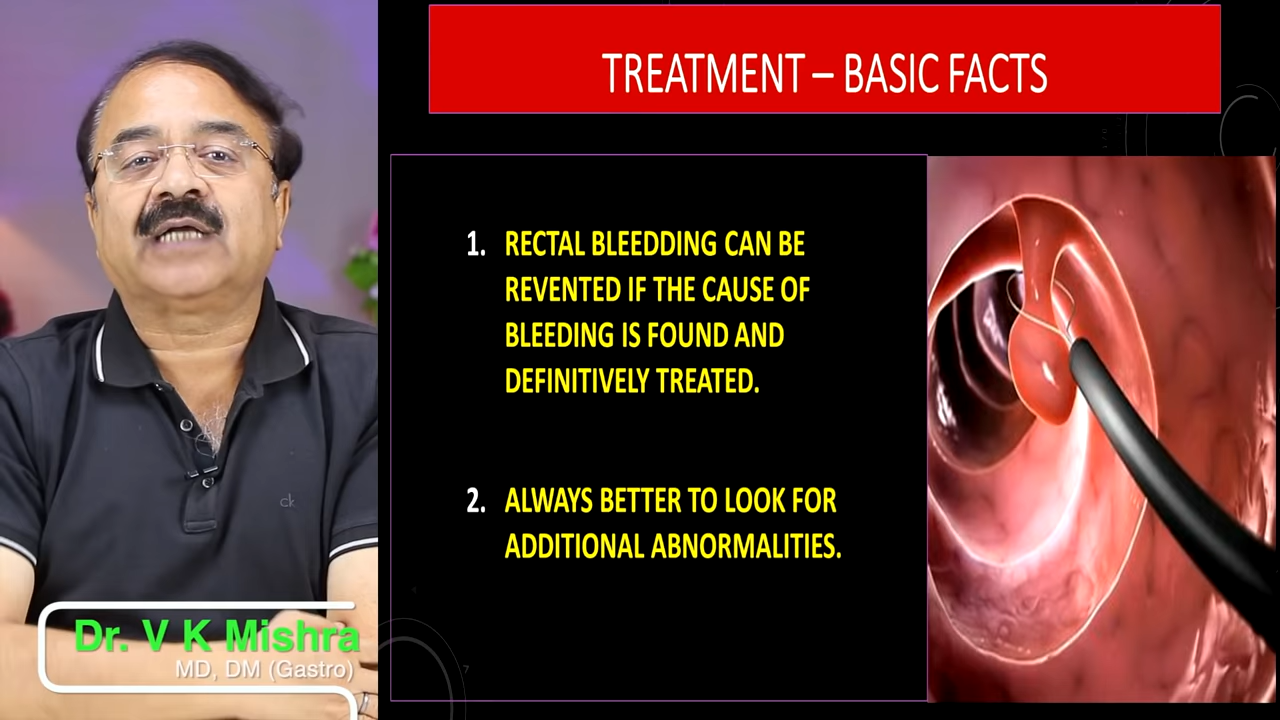 TREATMENT – BASIC FACTS
1. RECTAL BLEEDDING CAN BE
REVENTED IF THE CAUSE OF
BLEEDING IS FOUND AND
DEFINITIVELY TREATED.
2. ALWAYS BETTER TO LOOK FOR
ADDITIONAL ABNORMALITIES.
ck
Dr. V K Mishra
MD, DM (Gastro)